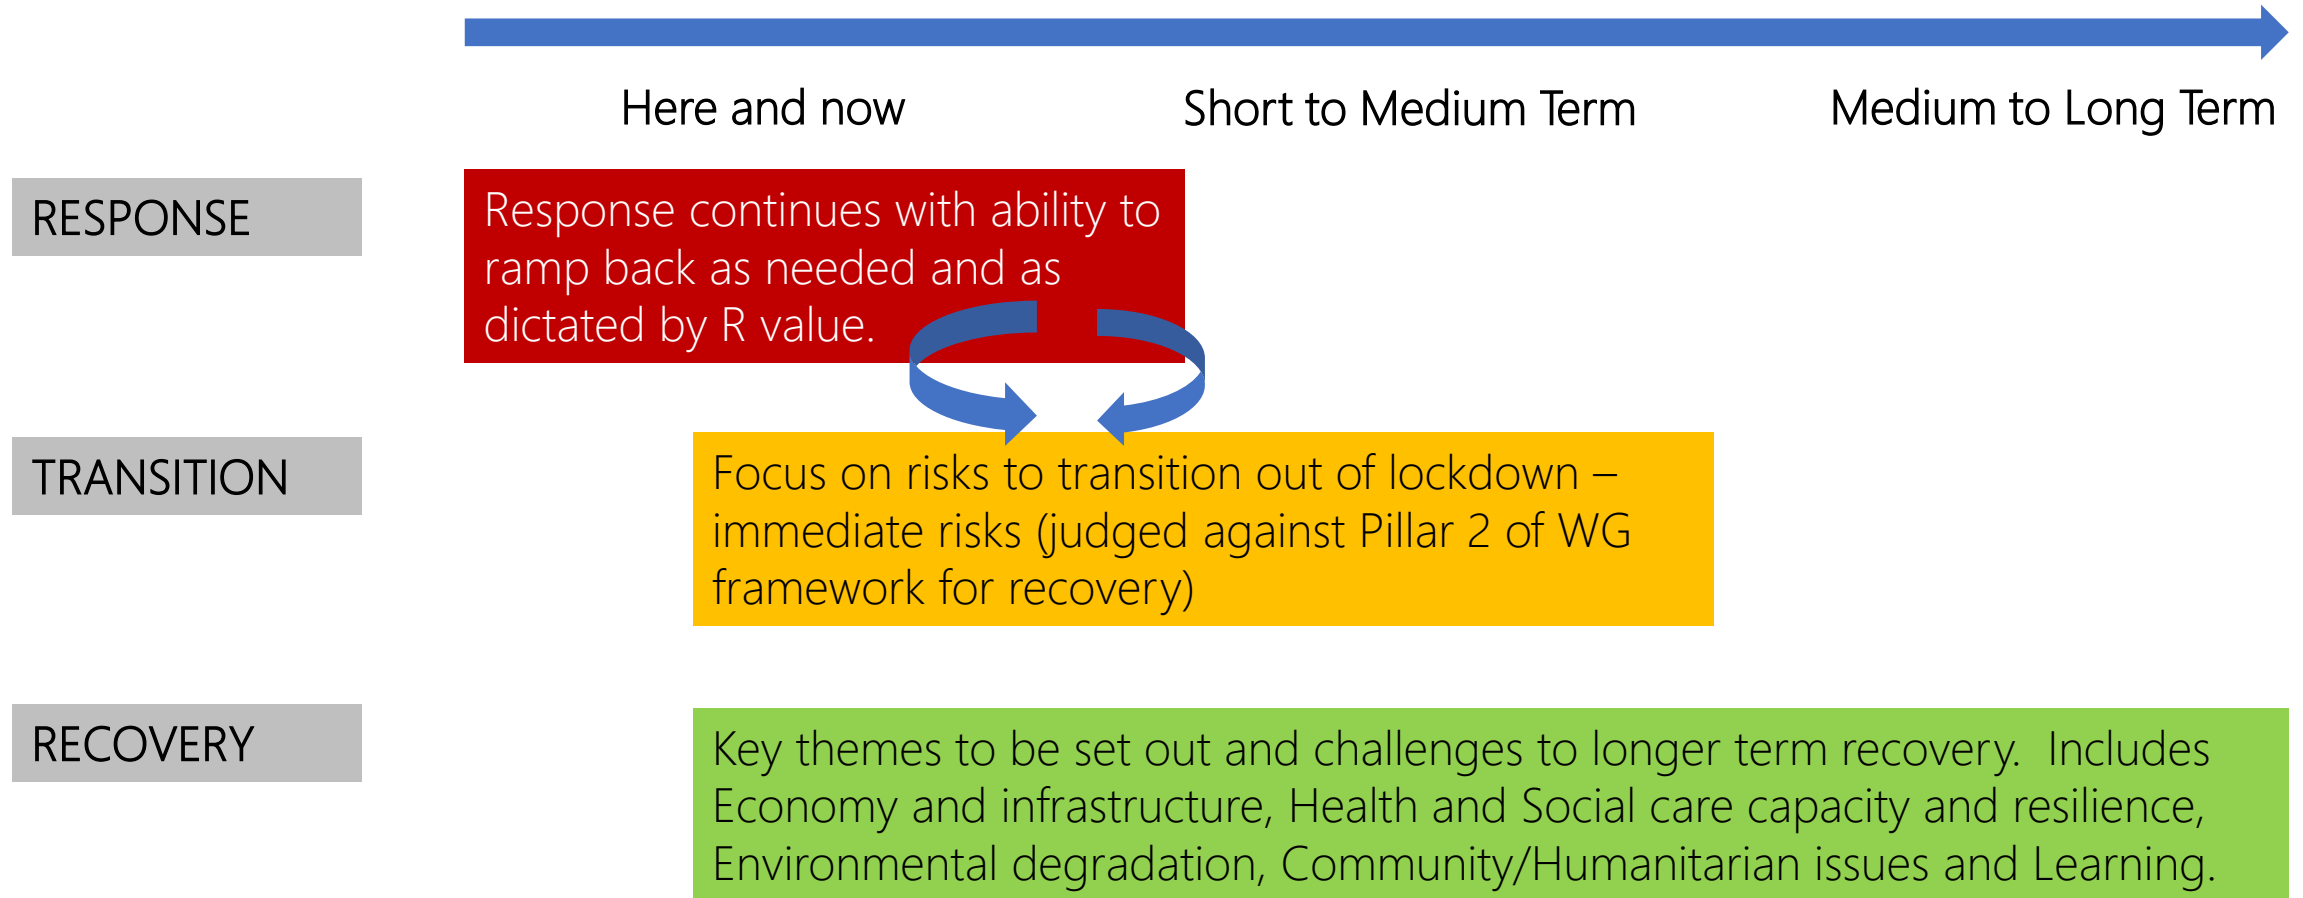 Here and now
Short to Medium Term
Medium to Long Term
RESPONSE
Response continues with ability to
ramp back as needed and as
dictated by R value.
TRANSITION
Focus on risks to transition out of lockdown –
immediate risks (judged against Pillar 2 of WG
framework for recovery)
RECOVERY
Key themes to be set out and challenges to longer term recovery.  Includes
Economy and infrastructure, Health and Social care capacity and resilience,
Environmental degradation, Community/Humanitarian issues and Learning.